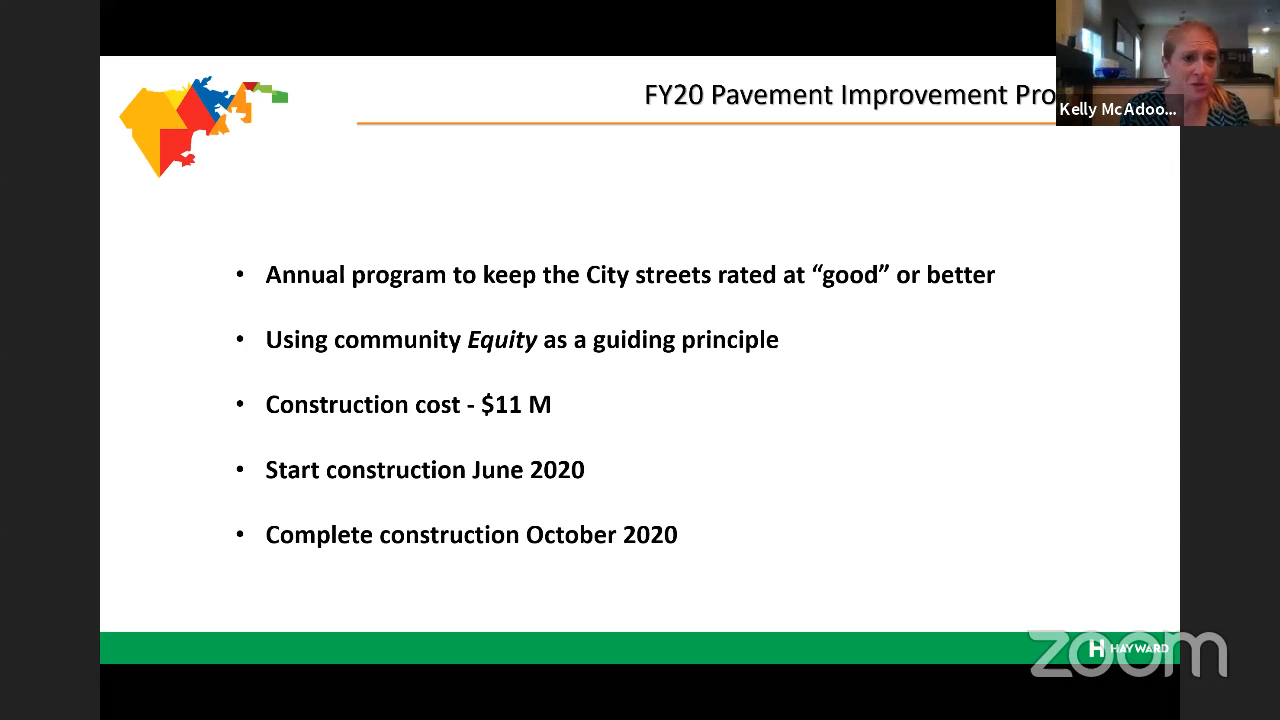 FY20 Pavement Improvement Pro
Kelly McAdoo...
• Annual program to keep the City streets rated at “good” or better
• Using community Equity as a guiding principle
• Construction cost - $11 M
• Start construction June 2020
• Complete construction October 2020
H HAYWARD
zoom